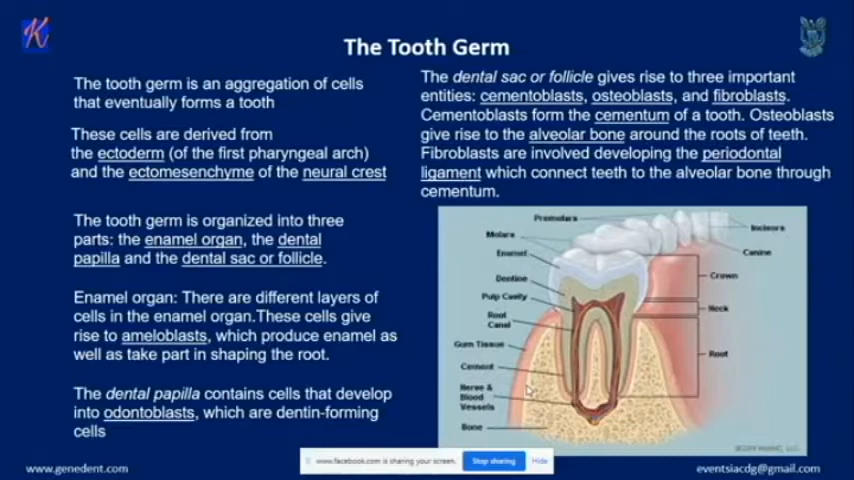 K
The Tooth Germ
The tooth germ is an aggregation of cells
that eventually forms a tooth
These cells are derived from
the ectoderm (of the first pharyngeal arch)
and the ectomesenchyme of the neural crest
The tooth germ is organized into three
parts: the enamel organ, the dental
papilla and the dental sac or follicle.
Enamel organ: There are different layers of
cells in the enamel organ.These cells give
rise to ameloblasts, which produce enamel as
well as take part in shaping the root.
The dental papilla contains cells that develop
into odontoblasts, which are dentin-forming
cells
The dental sac or follicle gives rise to three important
entities: cementoblasts, osteoblasts, and fibroblasts.
Cementoblasts form the cementum of a tooth. Osteoblasts
give rise to the alveolar bone around the roots of teeth.
Fibroblasts are involved developing the periodontal
ligament which connect teeth to the alveolar bone through
cementum.
Premolars
Molars
Enamel
Dentine
Pulp Cavity
Root
Canal
Gum Tissue
Cement
Nerve &
Blood
Vessels
Bone
Incisors
Canine
Crown
Neck
Root
www.facebook.com is sharing your screen.
Stop sharing
Hide
www.genedent.com
eventsiacdg@gmail.com